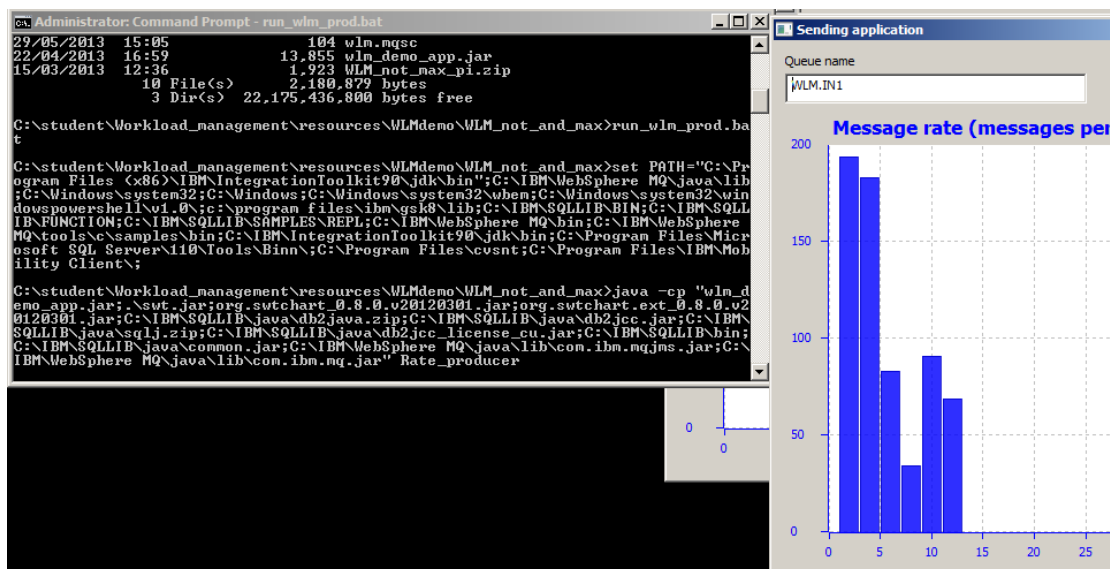 Administrator: Command Prompt - run_wlm_prod.bat
29/05/2013  15:05               104 wlm.mqsc
22/04/2013  16:59            13,855 wlm_demo_app.jar
15/03/2013  12:36             1,923 WLM_not_max_pi.zip
10 File(s)      2,180,879 bytes
3 Dir(s)  22,175,436,800 bytes free
C:\student\Workload_management\resources\WLMdemo\WLM_not_and_max>run_wlm_prod.ba
t
C:\student\Workload_management\resources\WLMdemo\WLM_not_and_max>set PATH="C:\Pr
ogram Files (x86)\IBM\IntegrationToolkit90\jdk\bin";C:\IBM\WebSphere MQ\java\lib
;C:\Windows\system32;C:\Windows;C:\Windows\system32\wbem;C:\Windows\system32\win
dowspowershell\v1.0\;c:\program files\ibm\gsk8\lib;C:\IBM\SQLLIB\BIN;C:\IBM\SQLL
IB\FUNCTION;C:\IBM\SQLLIB\SAMPLES\REPL;C:\IBM\WebSphere MQ\bin;C:\IBM\WebSphere
MQ\tools\c\samples\bin;C:\IBM\IntegrationToolkit90\jdk\bin;C:\Program Files\Micr
osoft SQL Server\110\Tools\Binn\;C:\Program Files\cvsnt;C:\Program Files\IBM\Mob
ility Client\;
C:\student\Workload_management\resources\WLMdemo\WLM_not_and_max>java -cp "wlm_d
emo_app.jar;.\swt.jar;org.swtchart_0.8.0.v20120301.jar;org.swtchart.ext_0.8.0.v2
0120301.jar;C:\IBM\SQLLIB\java\db2java.zip;C:\IBM\SQLLIB\java\db2jcc.jar;C:\IBM\
SQLLIB\java\sqlj.zip;C:\IBM\SQLLIB\java\db2jcc_license_cu.jar;C:\IBM\SQLLIB\bin;
C:\IBM\SQLLIB\java\common.jar;C:\IBM\WebSphere MQ\java\lib\com.ibm.mqjms.jar;C:\
IBM\WebSphere MQ\java\lib\com.ibm.mq.jar" Rate_producer
0
0
Sending application
Queue name
WLM.IN1
Message rate (messages per
200
150
100
50
0
0 5 10 15 20 25